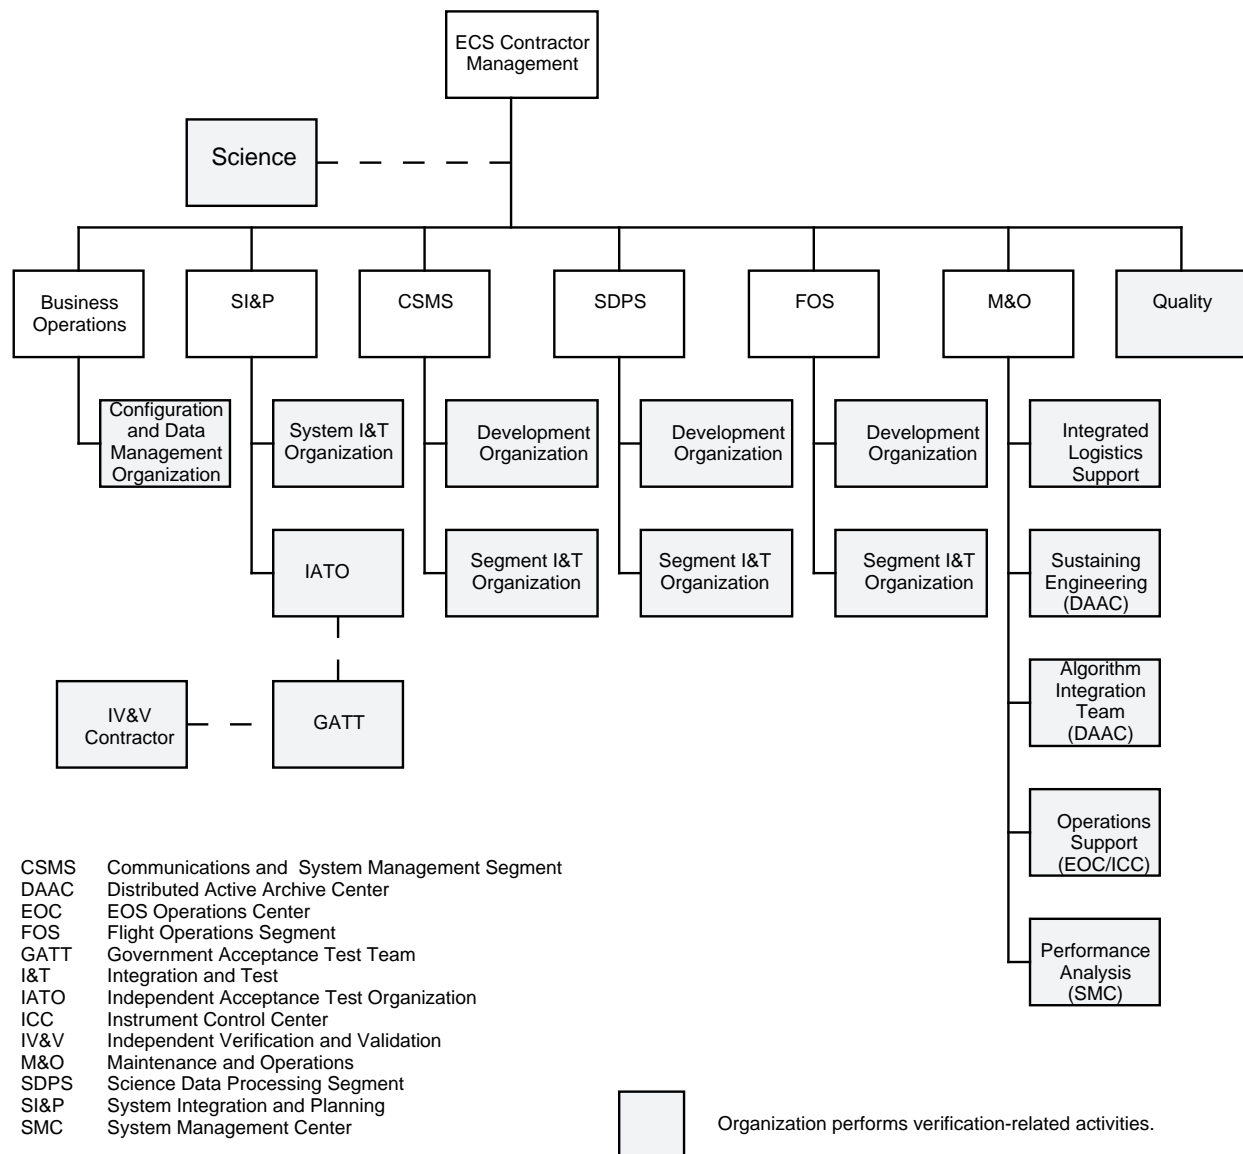 ECS Contractor
Management
Science
Business
Operations
SI&P
CSMS
SDPS
FOS
M&O
Quality
Configuration
and Data
Management
Organization
System I&T
Organization
Development
Organization
Development
Organization
Development
Organization
Integrated
Logistics
Support
IATO
Segment I&T
Organization
Segment I&T
Organization
Segment I&T
Organization
Sustaining
Engineering
(DAAC)
IV&V
Contractor
GATT
Algorithm
Integration
Team
(DAAC)
Operations
Support
(EOC/ICC)
Performance
Analysis
(SMC)
CSMS Communications and System Management Segment
DAAC Distributed Active Archive Center
EOC EOS Operations Center
FOS Flight Operations Segment
GATT Government Acceptance Test Team
I&T Integration and Test
IATO Independent Acceptance Test Organization
ICC Instrument Control Center
IV&V Independent Verification and Validation
M&O Maintenance and Operations
SDPS Science Data Processing Segment
SI&P System Integration and Planning
SMC System Management Center
Organization performs verification-related activities.